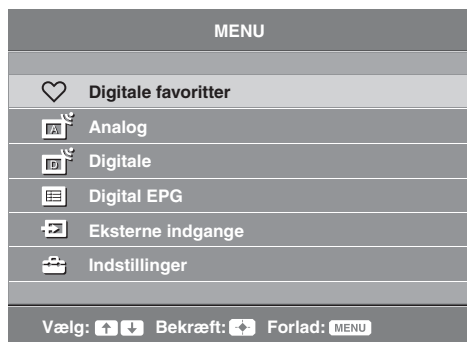 MENU
Digitale favoritter
A Analog
D Digitale
Digital EPG
Eksterne indgange
Indstillinger
Vælg: ↑ ↓ Bekræft: Forlad: MENU